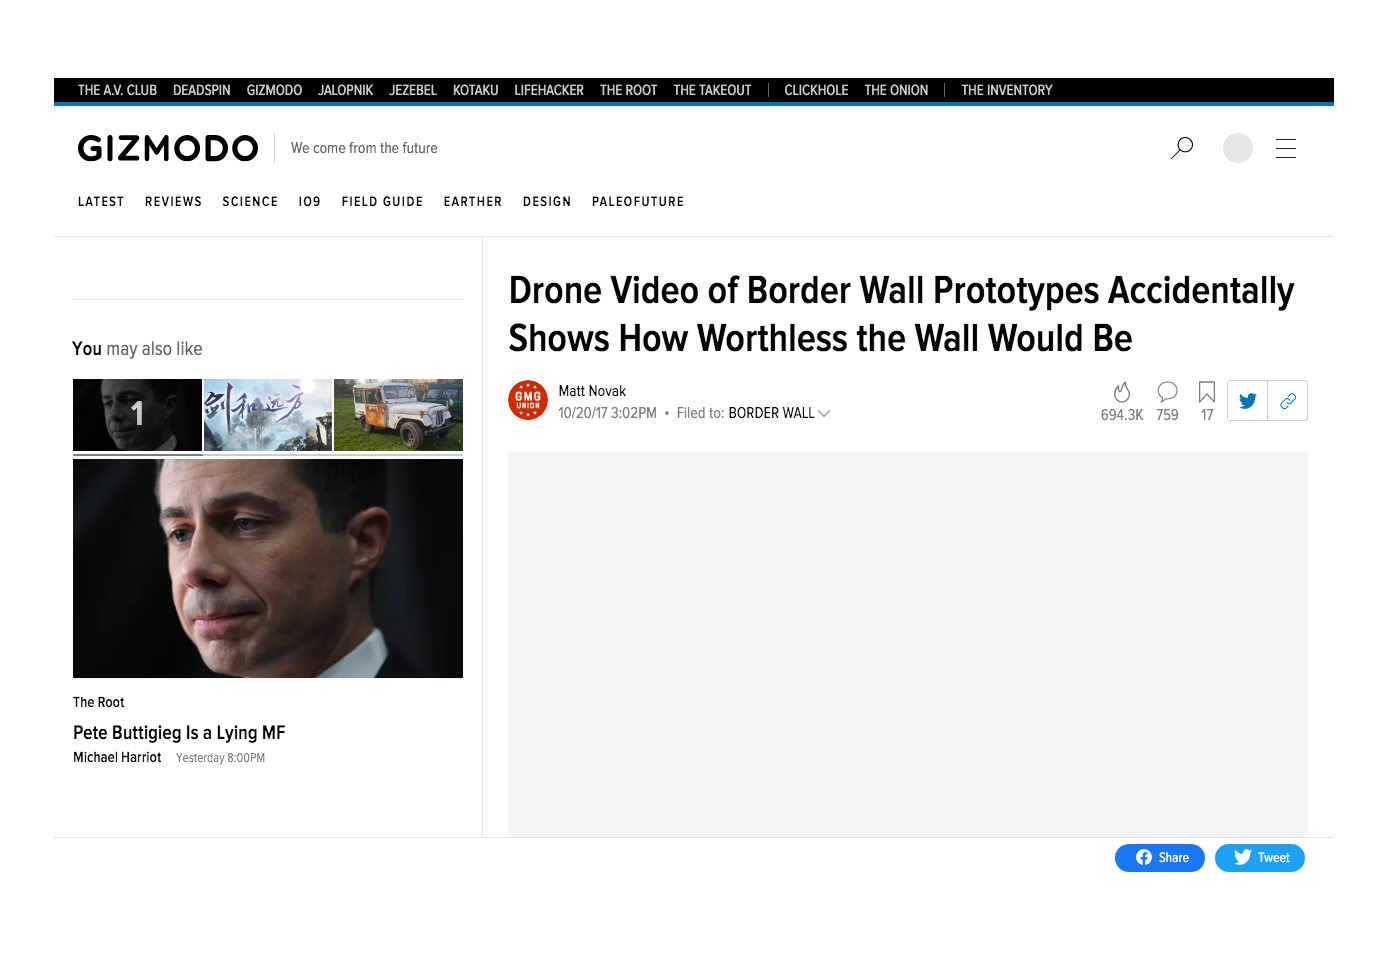 THE A.V. CLUB DEADSPIN GIZMODO JALOPNIK JEZEBEL KOTAKU LIFEHACKER THE ROOT THE TAKEOUT CLICKHOLE THE ONION THE INVENTORY
GIZMODO We come from the future
LATEST REVIEWS SCIENCE IO9 FIELD GUIDE EARTHER DESIGN PALEOFUTURE
You may also like
1
剑和远方
The Root
Pete Buttigieg Is a Lying MF
Michael Harriot Yesterday 8:00PM
Drone Video of Border Wall Prototypes Accidentally
Shows How Worthless the Wall Would Be
GMG
UNION
Matt Novak
10/20/17 3:02PM • Filed to: BORDER WALL
694.3K 759 17
Share Tweet